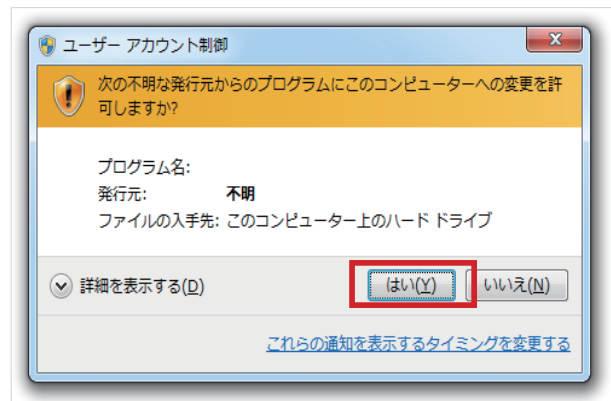 ユーザー アカウント制御
次の不明な発行元からのプログラムにこのコンピューターへの変更を許
可しますか?
プログラム名:
発行元: 不明
ファイルの入手先: このコンピューター上のハード ドライブ
詳細を表示する(D) はい(Y) いいえ(N)
これらの通知を表示するタイミングを変更する